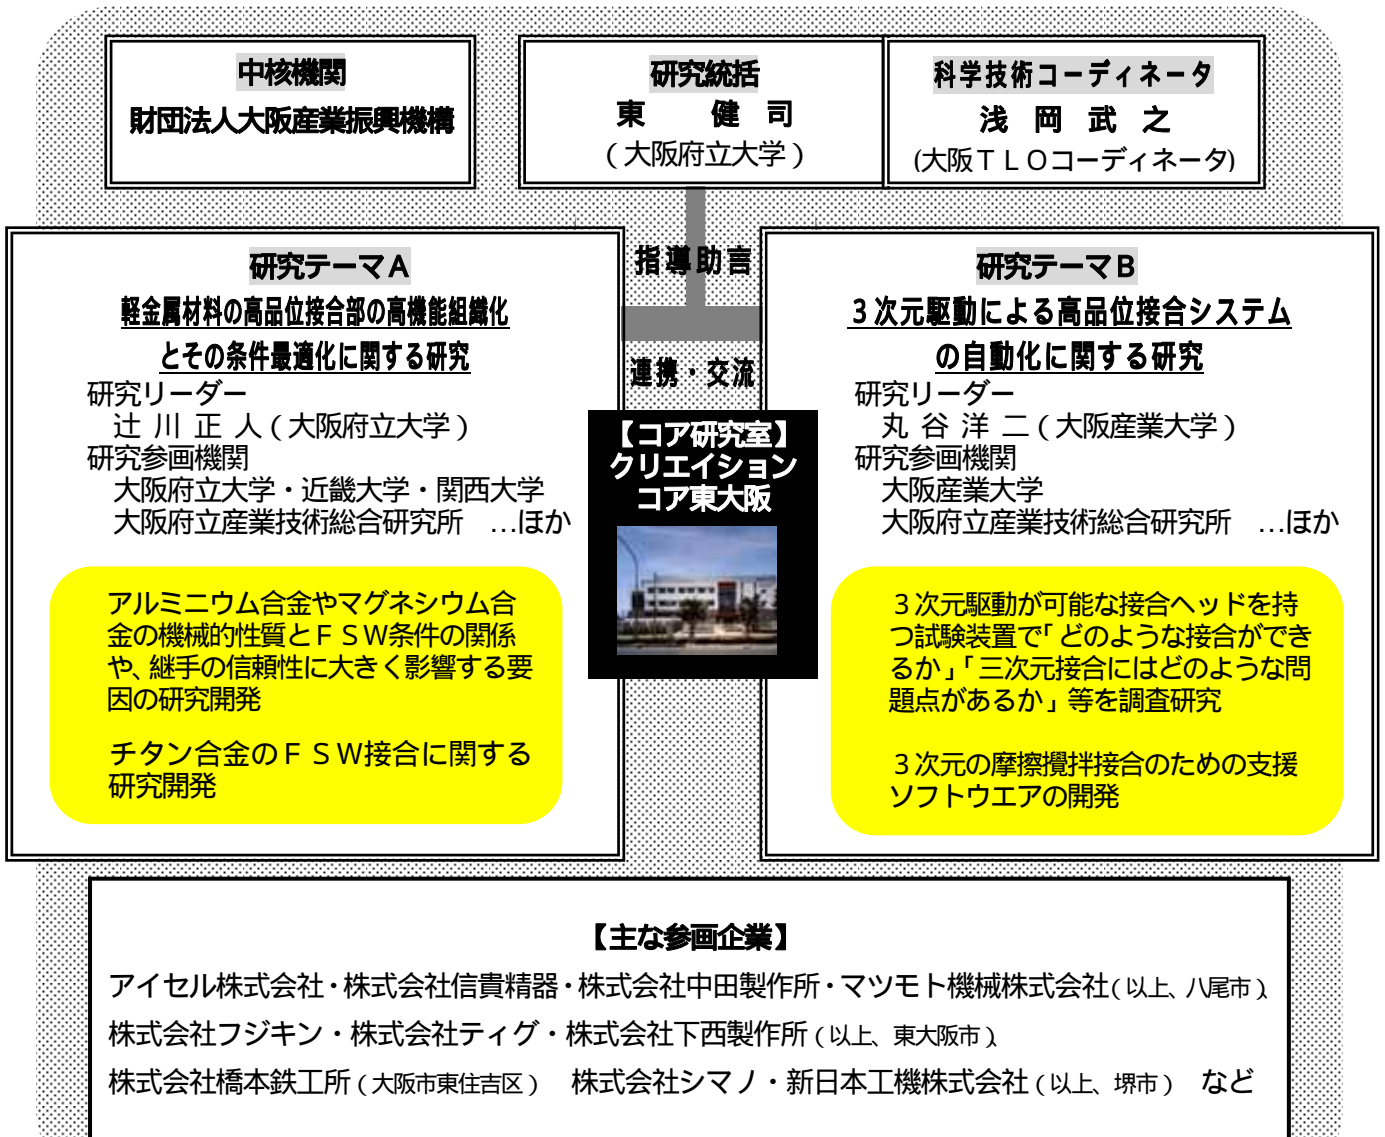 中核機関
財団法人大阪産業振興機構
研究統括
東　健司
（大阪府立大学）
科学技術コーディネータ
浅岡武之
(大阪ＴＬＯコーディネータ)
指導助言
連携・交流
研究テーマＡ
軽金属材料の高品位接合部の高機能組織化
とその条件最適化に関する研究
研究リーダー
辻川正人（大阪府立大学）
研究参画機関
大阪府立大学・近畿大学・関西大学
大阪府立産業技術総合研究所　…ほか
アルミニウム合金やマグネシウム合
金の機械的性質とＦＳＷ条件の関係
や、継手の信頼性に大きく影響する要
因の研究開発
チタン合金のＦＳＷ接合に関する
研究開発
【コア研究室】
クリエイション
コア東大阪
研究テーマＢ
３次元駆動による高品位接合システム
の自動化に関する研究
研究リーダー
丸谷洋二（大阪産業大学）
研究参画機関
大阪産業大学
大阪府立産業技術総合研究所　…ほか
３次元駆動が可能な接合ヘッドを持
つ試験装置で「どのような接合ができ
るか」「三次元接合にはどのような問
題点があるか」等を調査研究
３次元の摩擦攪拌接合のための支援
ソフトウエアの開発
【主な参画企業】
アイセル株式会社・株式会社信貴精器・株式会社中田製作所・マツモト機械株式会社（以上、八尾市）、
株式会社フジキン・株式会社ティグ・株式会社下西製作所（以上、東大阪市）、
株式会社橋本鉄工所（大阪市東住吉区）　株式会社シマノ・新日本工機株式会社（以上、堺市）　など